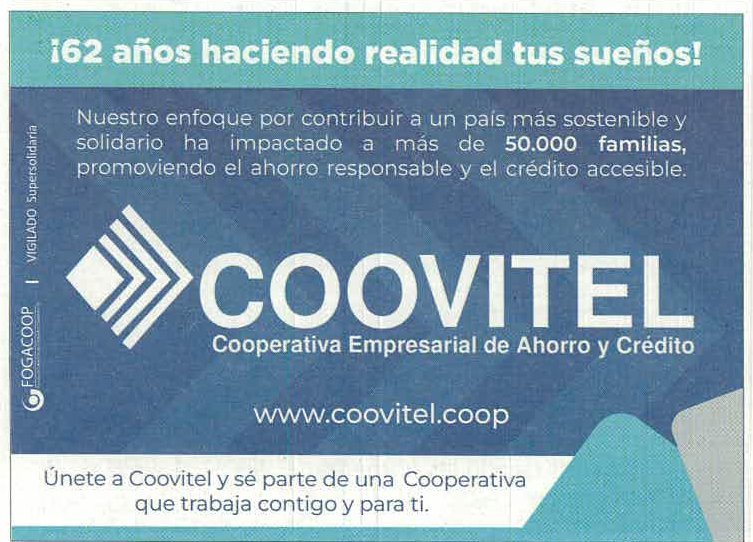 ¡62 años haciendo realidad tus sueños!
Nuestro enfoque por contribuir a un país más sostenible y
solidario ha impactado a más de 50.000 familias,
promoviendo el ahorro responsable y el crédito accesible.
COOVITEL
Cooperativa Empresarial de Ahorro y Crédito
www.coovitel.coop
Únete a Coovitel y sé parte de una Cooperativa
que trabaja contigo y para ti.
FOGACOOP | VIGILADO Supersolidaria